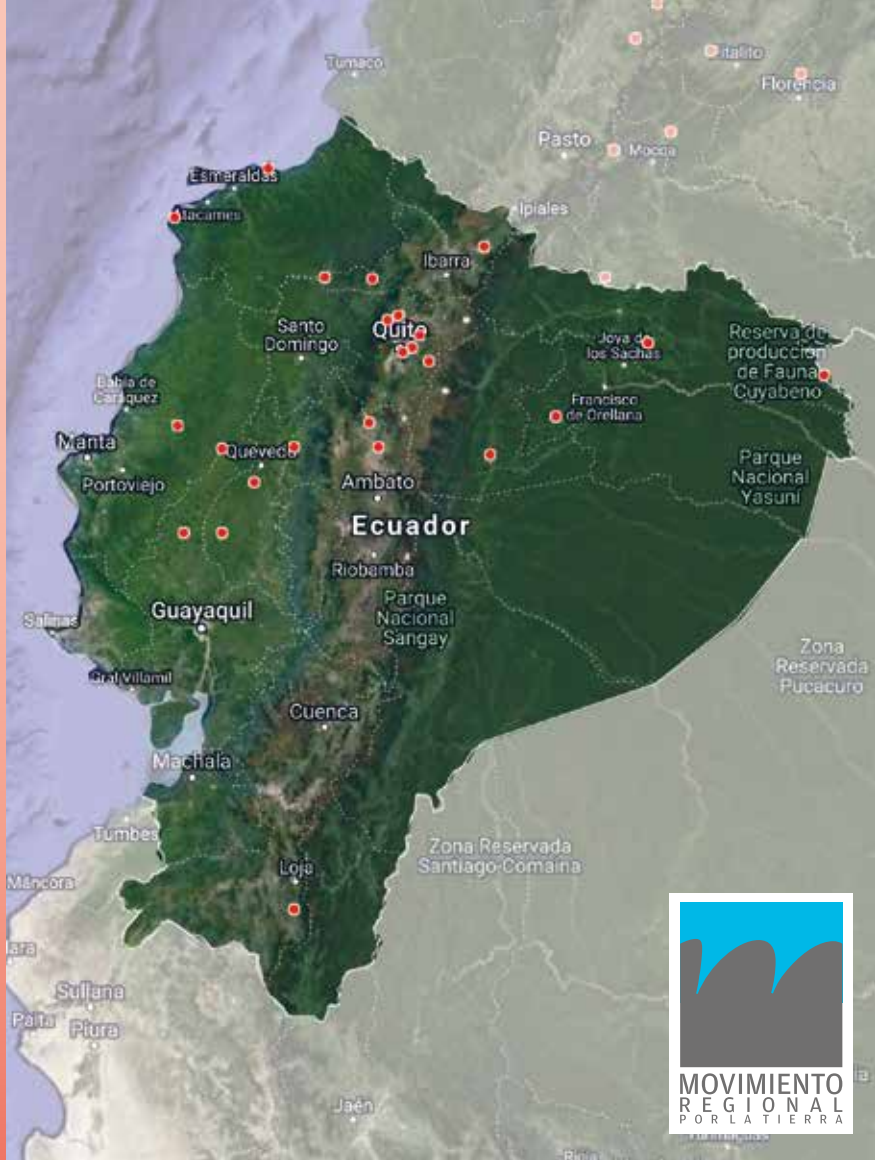 Tumaco
Florencia
Pasto
Mocoa
Esmeraldas
Atacames
Ipiales
Ibarra
Santo
Domingo
Quito
Joya de
los Sachas
Reserva de
producción
de Fauna
Cuyabeno
Bahía de
Caráquez
Francisco
de Orellana
Manta
Quevedo
Portoviejo
Parque
Nacional
Yasuní
Ambato
Ecuador
Riobamba
Parque
Nacional
Sangay
Guayaquil
Salinas
Zona
Reservada
Pucacuro
Gral Villamil
Cuenca
Machala
Tumbes
Zona Reservada
Santiago-Comaina
Loja
Máncora
Sullana
Paita
Piura
Jaén
MOVIMIENTO
REGIONAL
POR LA TIERRA